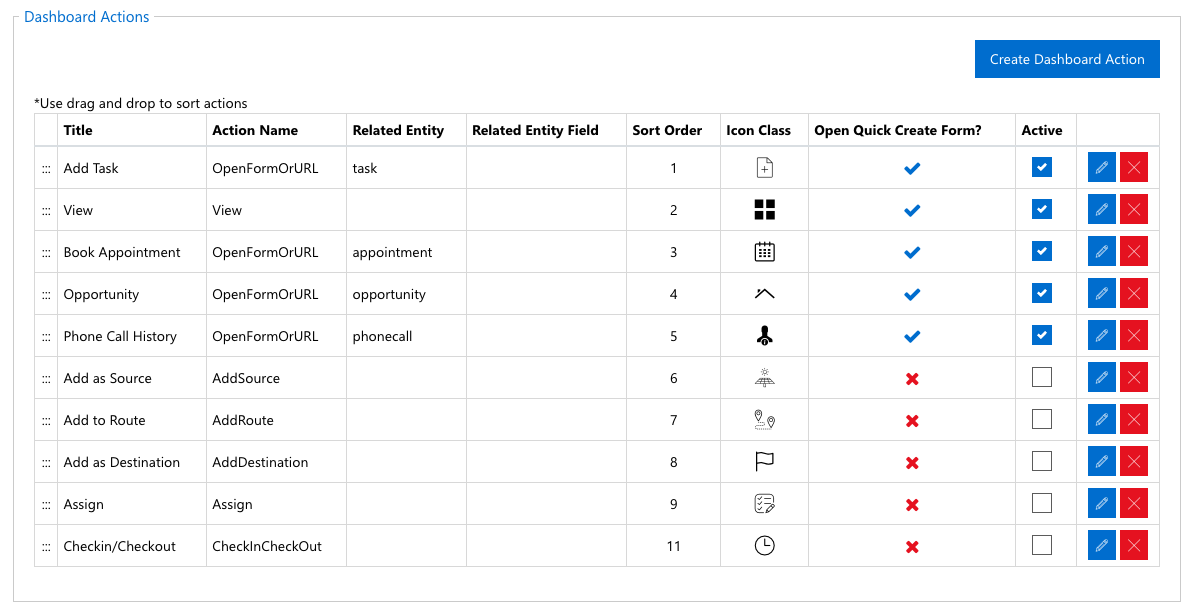 Dashboard Actions
Create Dashboard Action
*Use drag and drop to sort actions
Title Action Name Related Entity Related Entity Field Sort Order Icon Class Open Quick Create Form? Active
::: Add Task OpenFormOrURL task 1
::: View View 2
::: Book Appointment OpenFormOrURL appointment 3
::: Opportunity OpenFormOrURL opportunity 4
::: Phone Call History OpenFormOrURL phonecall 5
::: Add as Source AddSource 6
::: Add to Route AddRoute 7
::: Add as Destination AddDestination 8
::: Assign Assign 9
::: Checkin/Checkout CheckInCheckOut 11